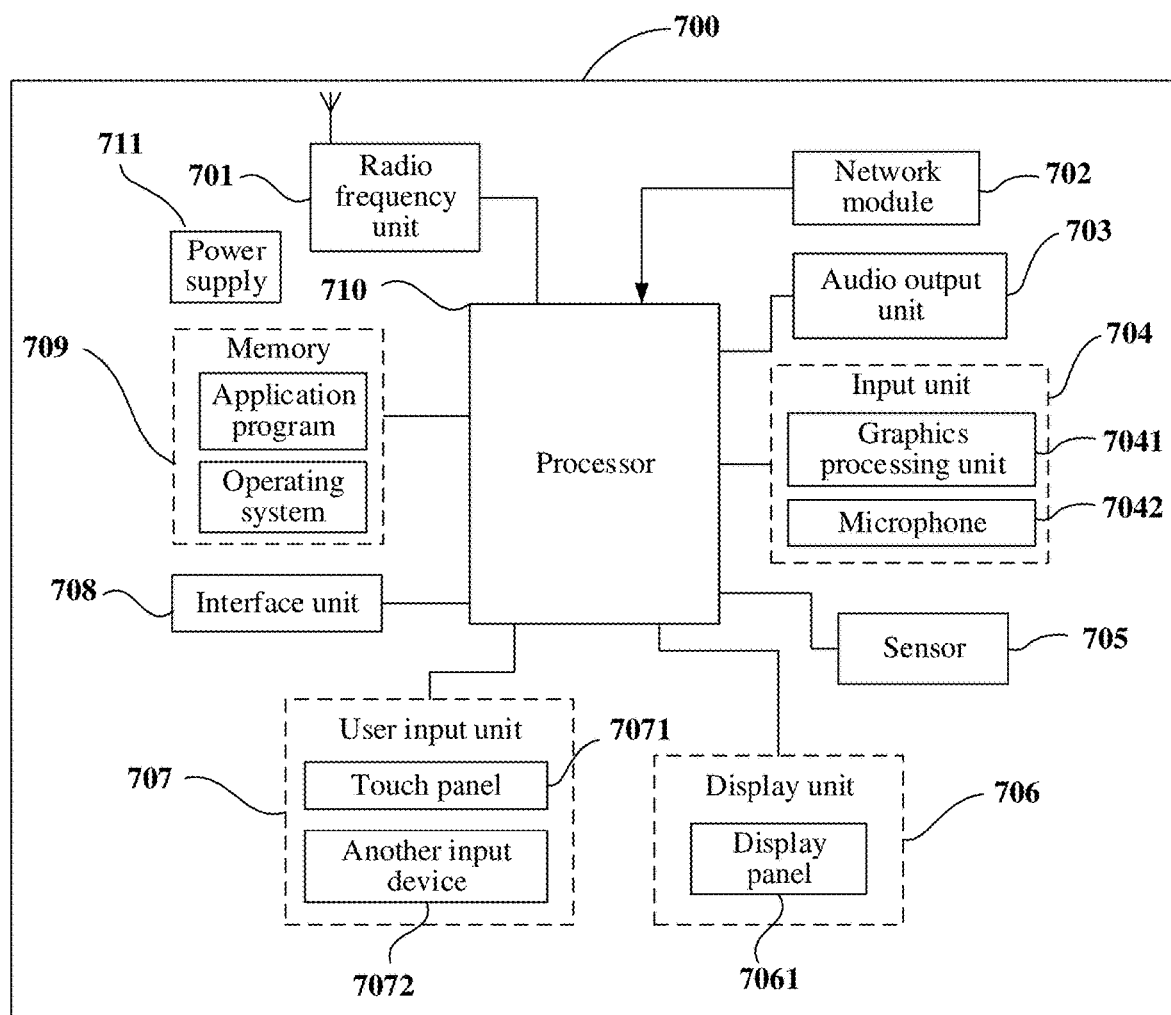 700
711
701
Radio
frequency
unit
Network
module
702
Power
supply
703
Audio output
unit
710
709
Memory
Application
program
Operating
system
Processor
704
Input unit
Graphics
processing unit
7041
Microphone
7042
708
Interface unit
Sensor
705
User input unit
7071
707
Touch panel
Another input
device
7072
Display unit
706
Display
panel
7061